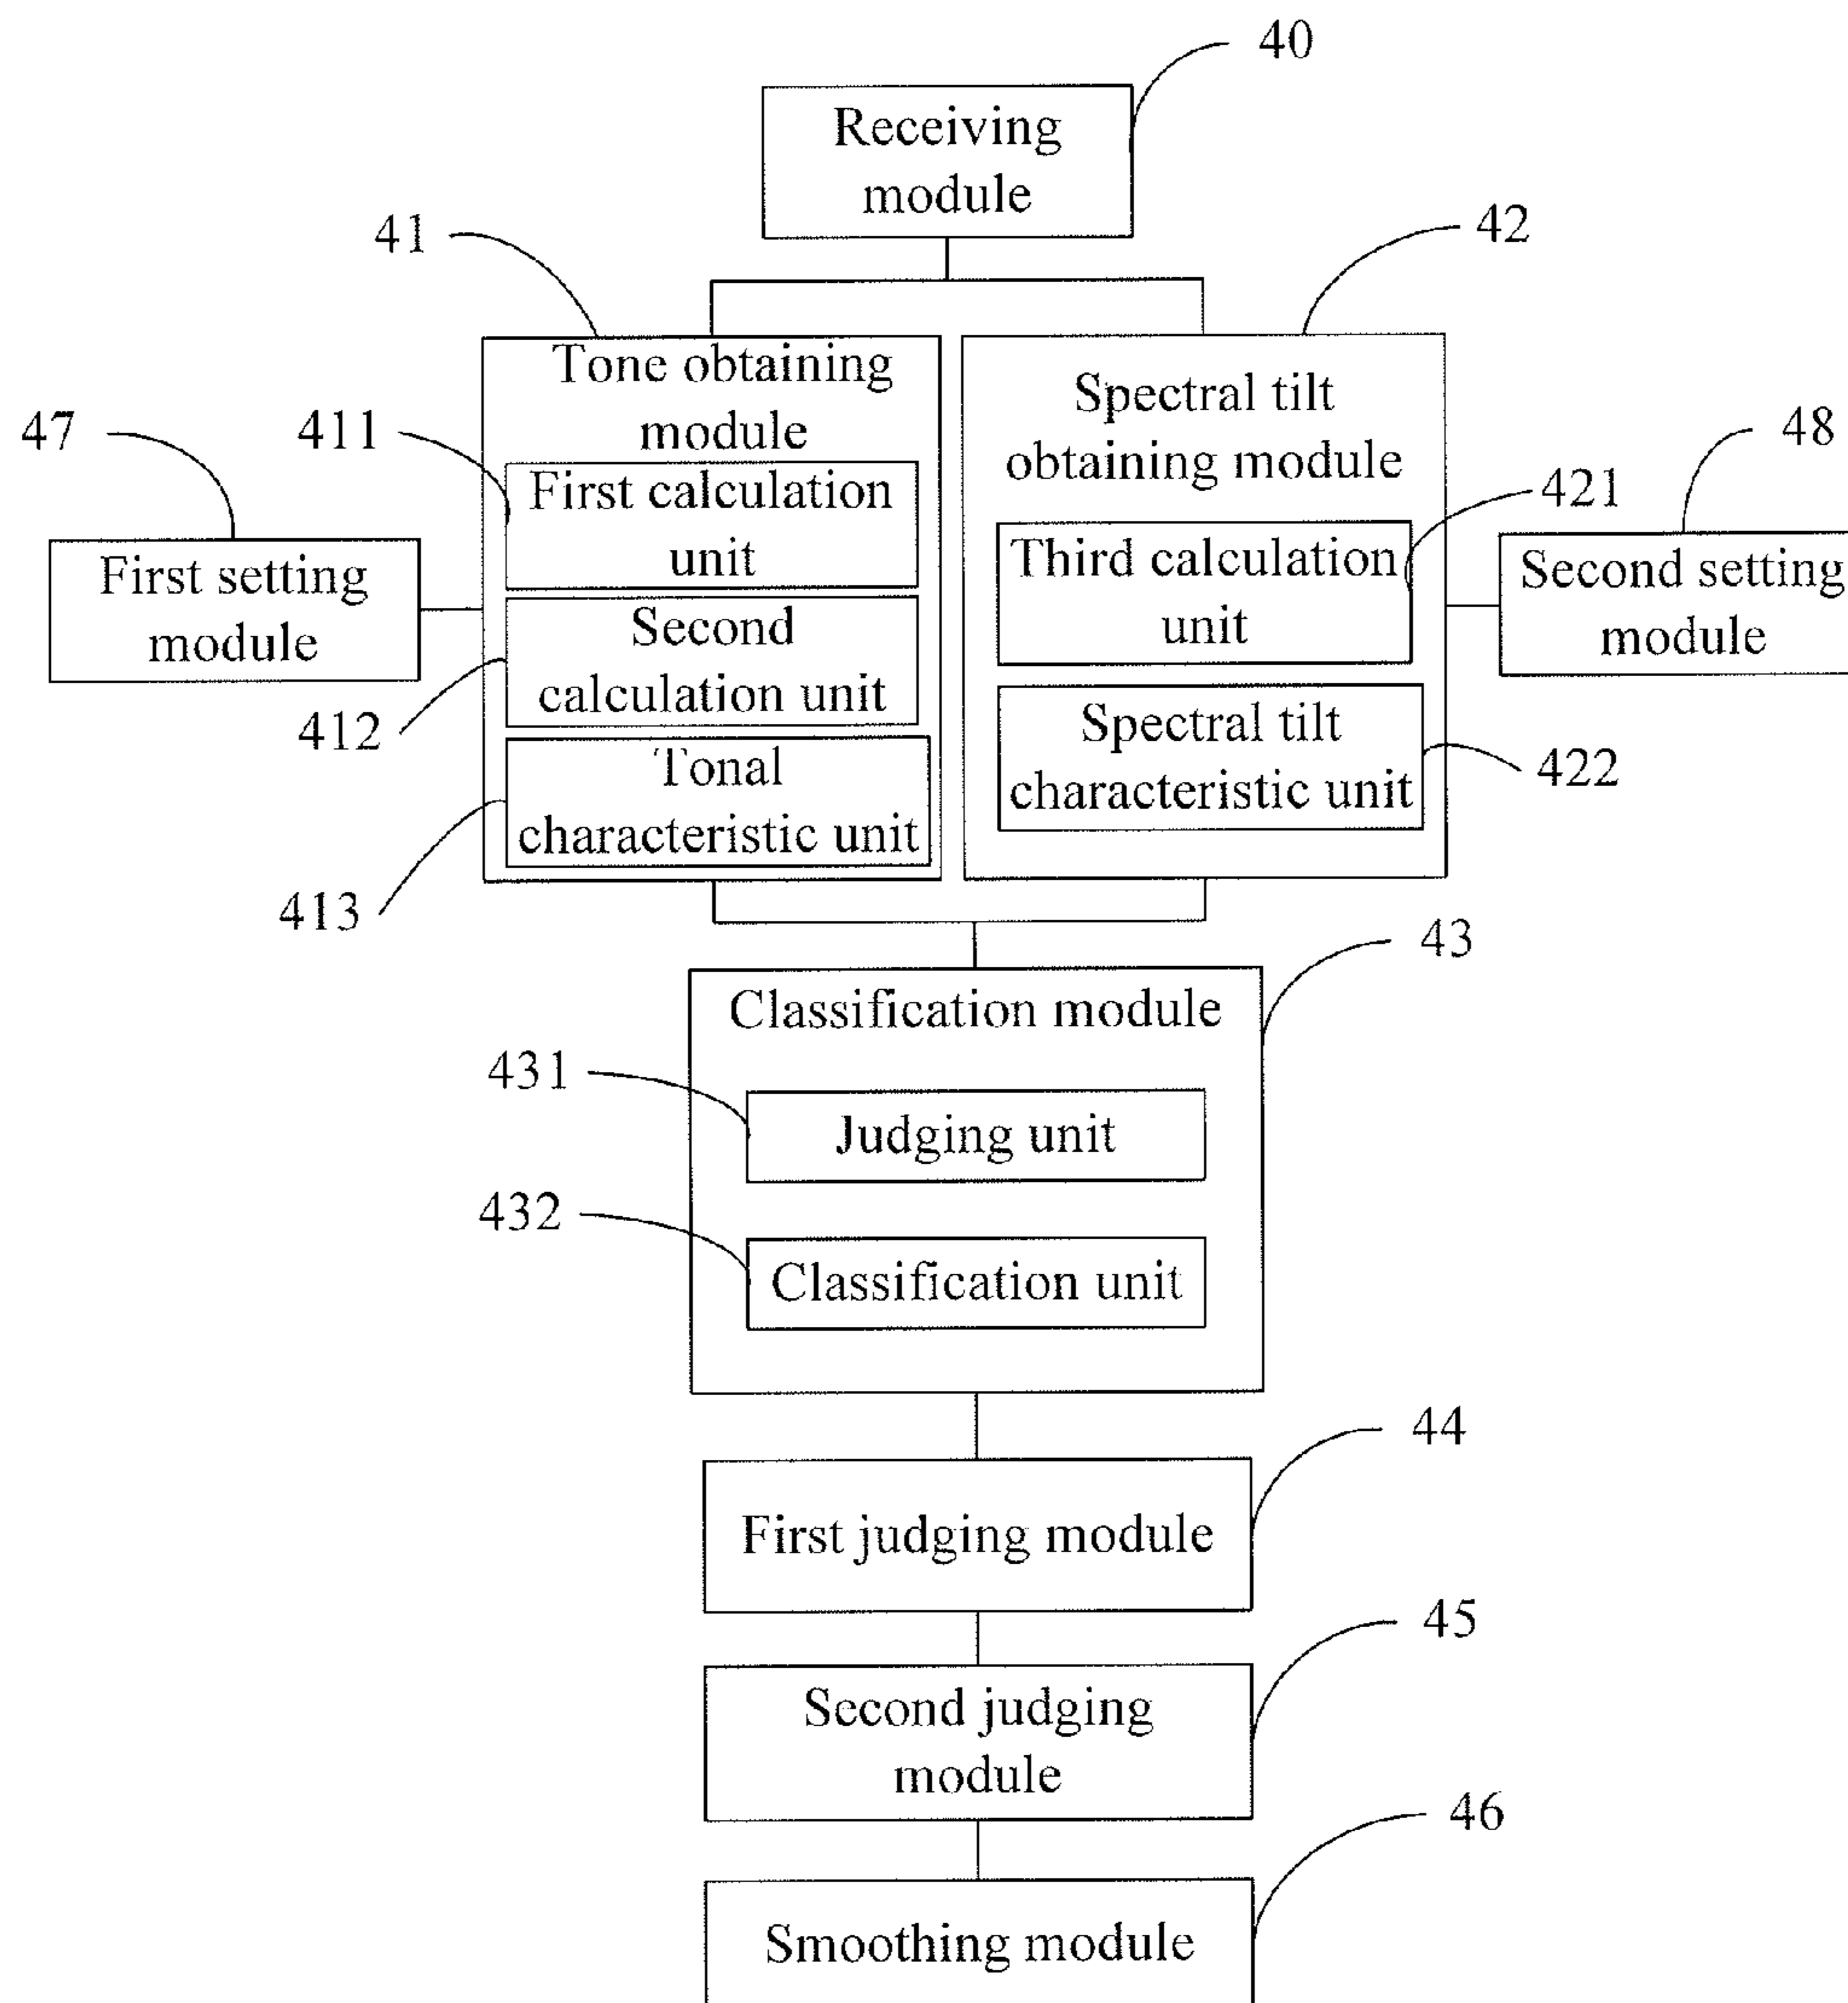 40
Receiving
module
41
42
Tone obtaining
module
Spectral tilt
obtaining module
47
411
48
421
First calculation
unit
Third calculation
unit
First setting
module
Second setting
module
Second
calculation unit
412
Spectral tilt
characteristic unit
422
Tonal
characteristic unit
413
43
Classification module
431
Judging unit
432
Classification unit
44
First judging module
45
Second judging
module
46
Smoothing module